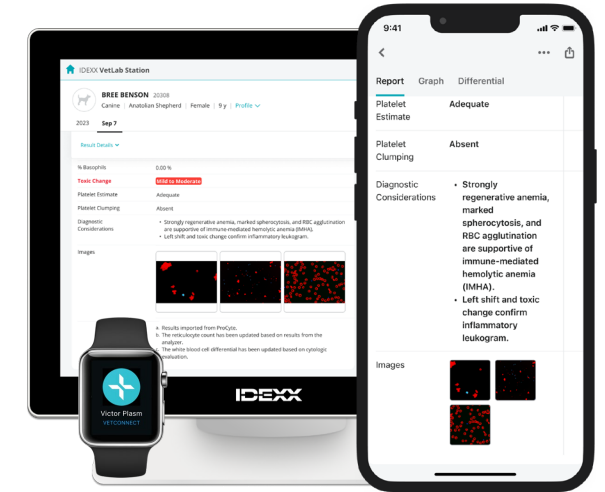 IDEXX VetLab Station
BREE BENSON 20308
Canine | Anatolian Shepherd | Female | 9 y | Profile
2023 Sep 7
Result Details
% Basophils 0.00 %
Toxic Change Mild to Moderate
Platelet Estimate Adequate
Platelet Clumping Absent
Diagnostic
Considerations
• Strongly regenerative anemia, marked spherocytosis, and RBC agglutination
are supportive of immune-mediated hemolytic anemia (IMHA).
• Left shift and toxic change confirm inflammatory leukogram.
Images
a. Results imported from ProCyte.
b. The reticulocyte count has been updated based on results from the
analyzer.
c. The white blood cell differential has been updated based on cytologic
evaluation.
IDEXX
Victor Plasm
VETCONNECT
9:41
Report Graph Differential
Platelet
Estimate
Adequate
Platelet
Clumping
Absent
Diagnostic
Considerations
• Strongly
regenerative anemia,
marked
spherocytosis, and
RBC agglutination
are supportive of
immune-mediated
hemolytic anemia
(IMHA).
• Left shift and toxic
change confirm
inflammatory
leukogram.
Images